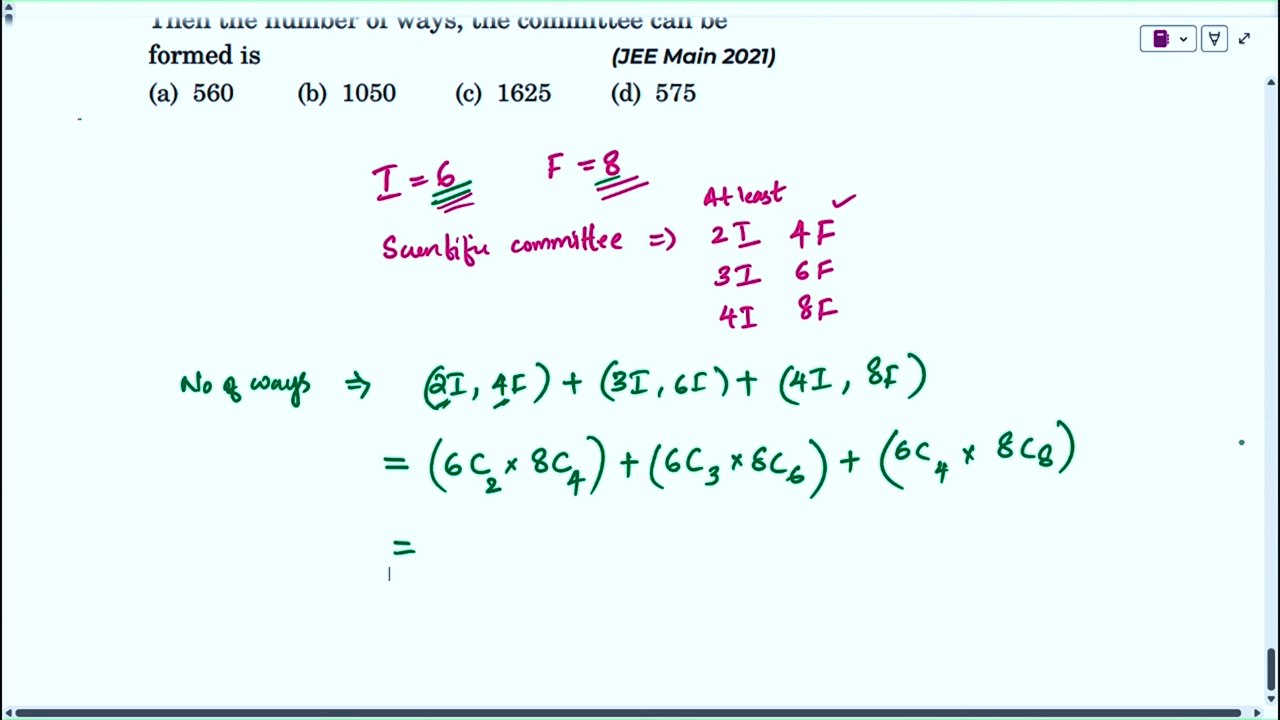 Then the number of ways, the committee can be
formed is (JEE Main 2021)
(a) 560 (b) 1050 (c) 1625 (d) 575
I = 6 F = 8
At least
Scientific committee => 2I 4F ✓
3I 6F
4I 8F
No of ways => (2I, 4F) + (3I, 6F) + (4I, 8F)
= (6C₂ × 8C₄) + (6C₃ × 8C₆) + (6C₄ × 8C₈)
=